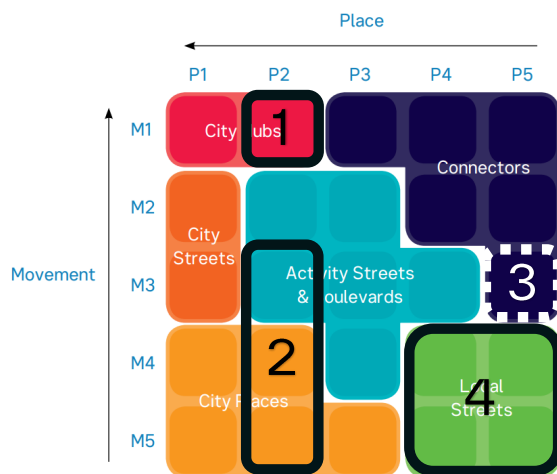 Place
P1 P2 P3 P4 P5
M1
City Hubs
1
Connectors
M2
City
Streets
Movement
M3
Activity Streets
& Boulevards
3
M4
2
City Places
Local
Streets
4
M5